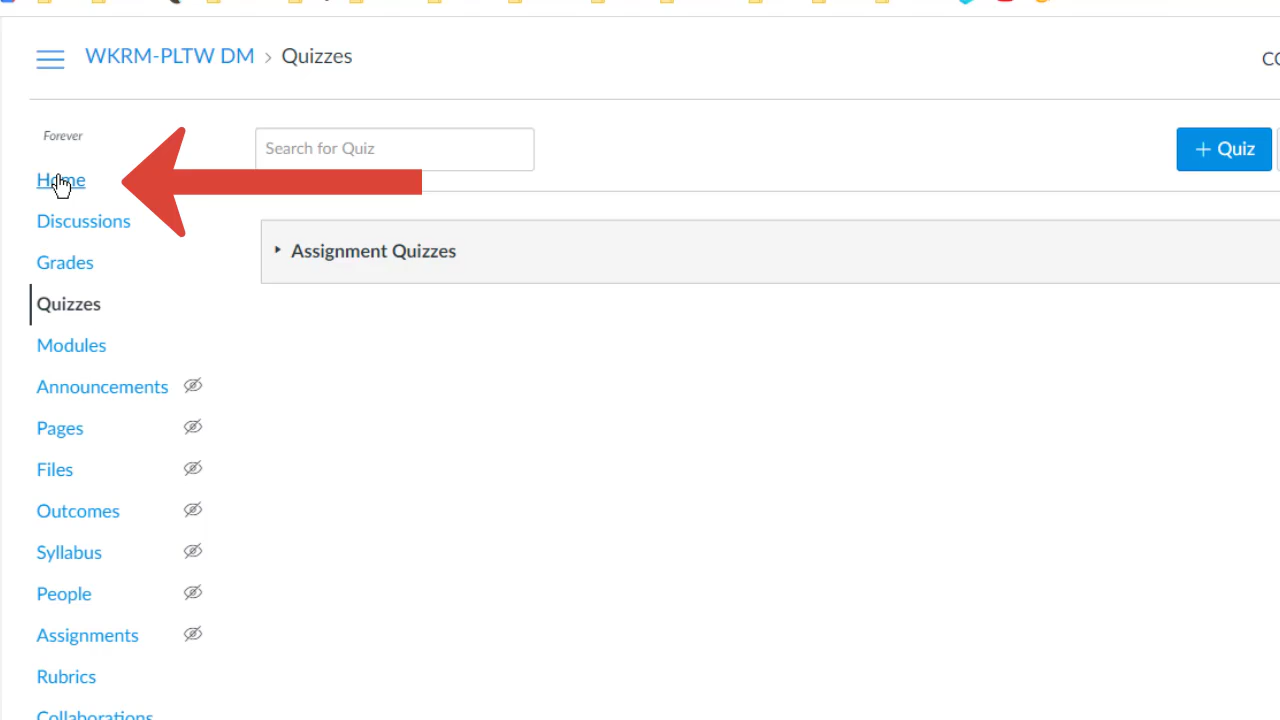 WKRM-PLTW DM › Quizzes
Forever
Search for Quiz
+ Quiz
Home
Discussions
Assignment Quizzes
Grades
Quizzes
Modules
Announcements
Pages
Files
Outcomes
Syllabus
People
Assignments
Rubrics
Collaborations